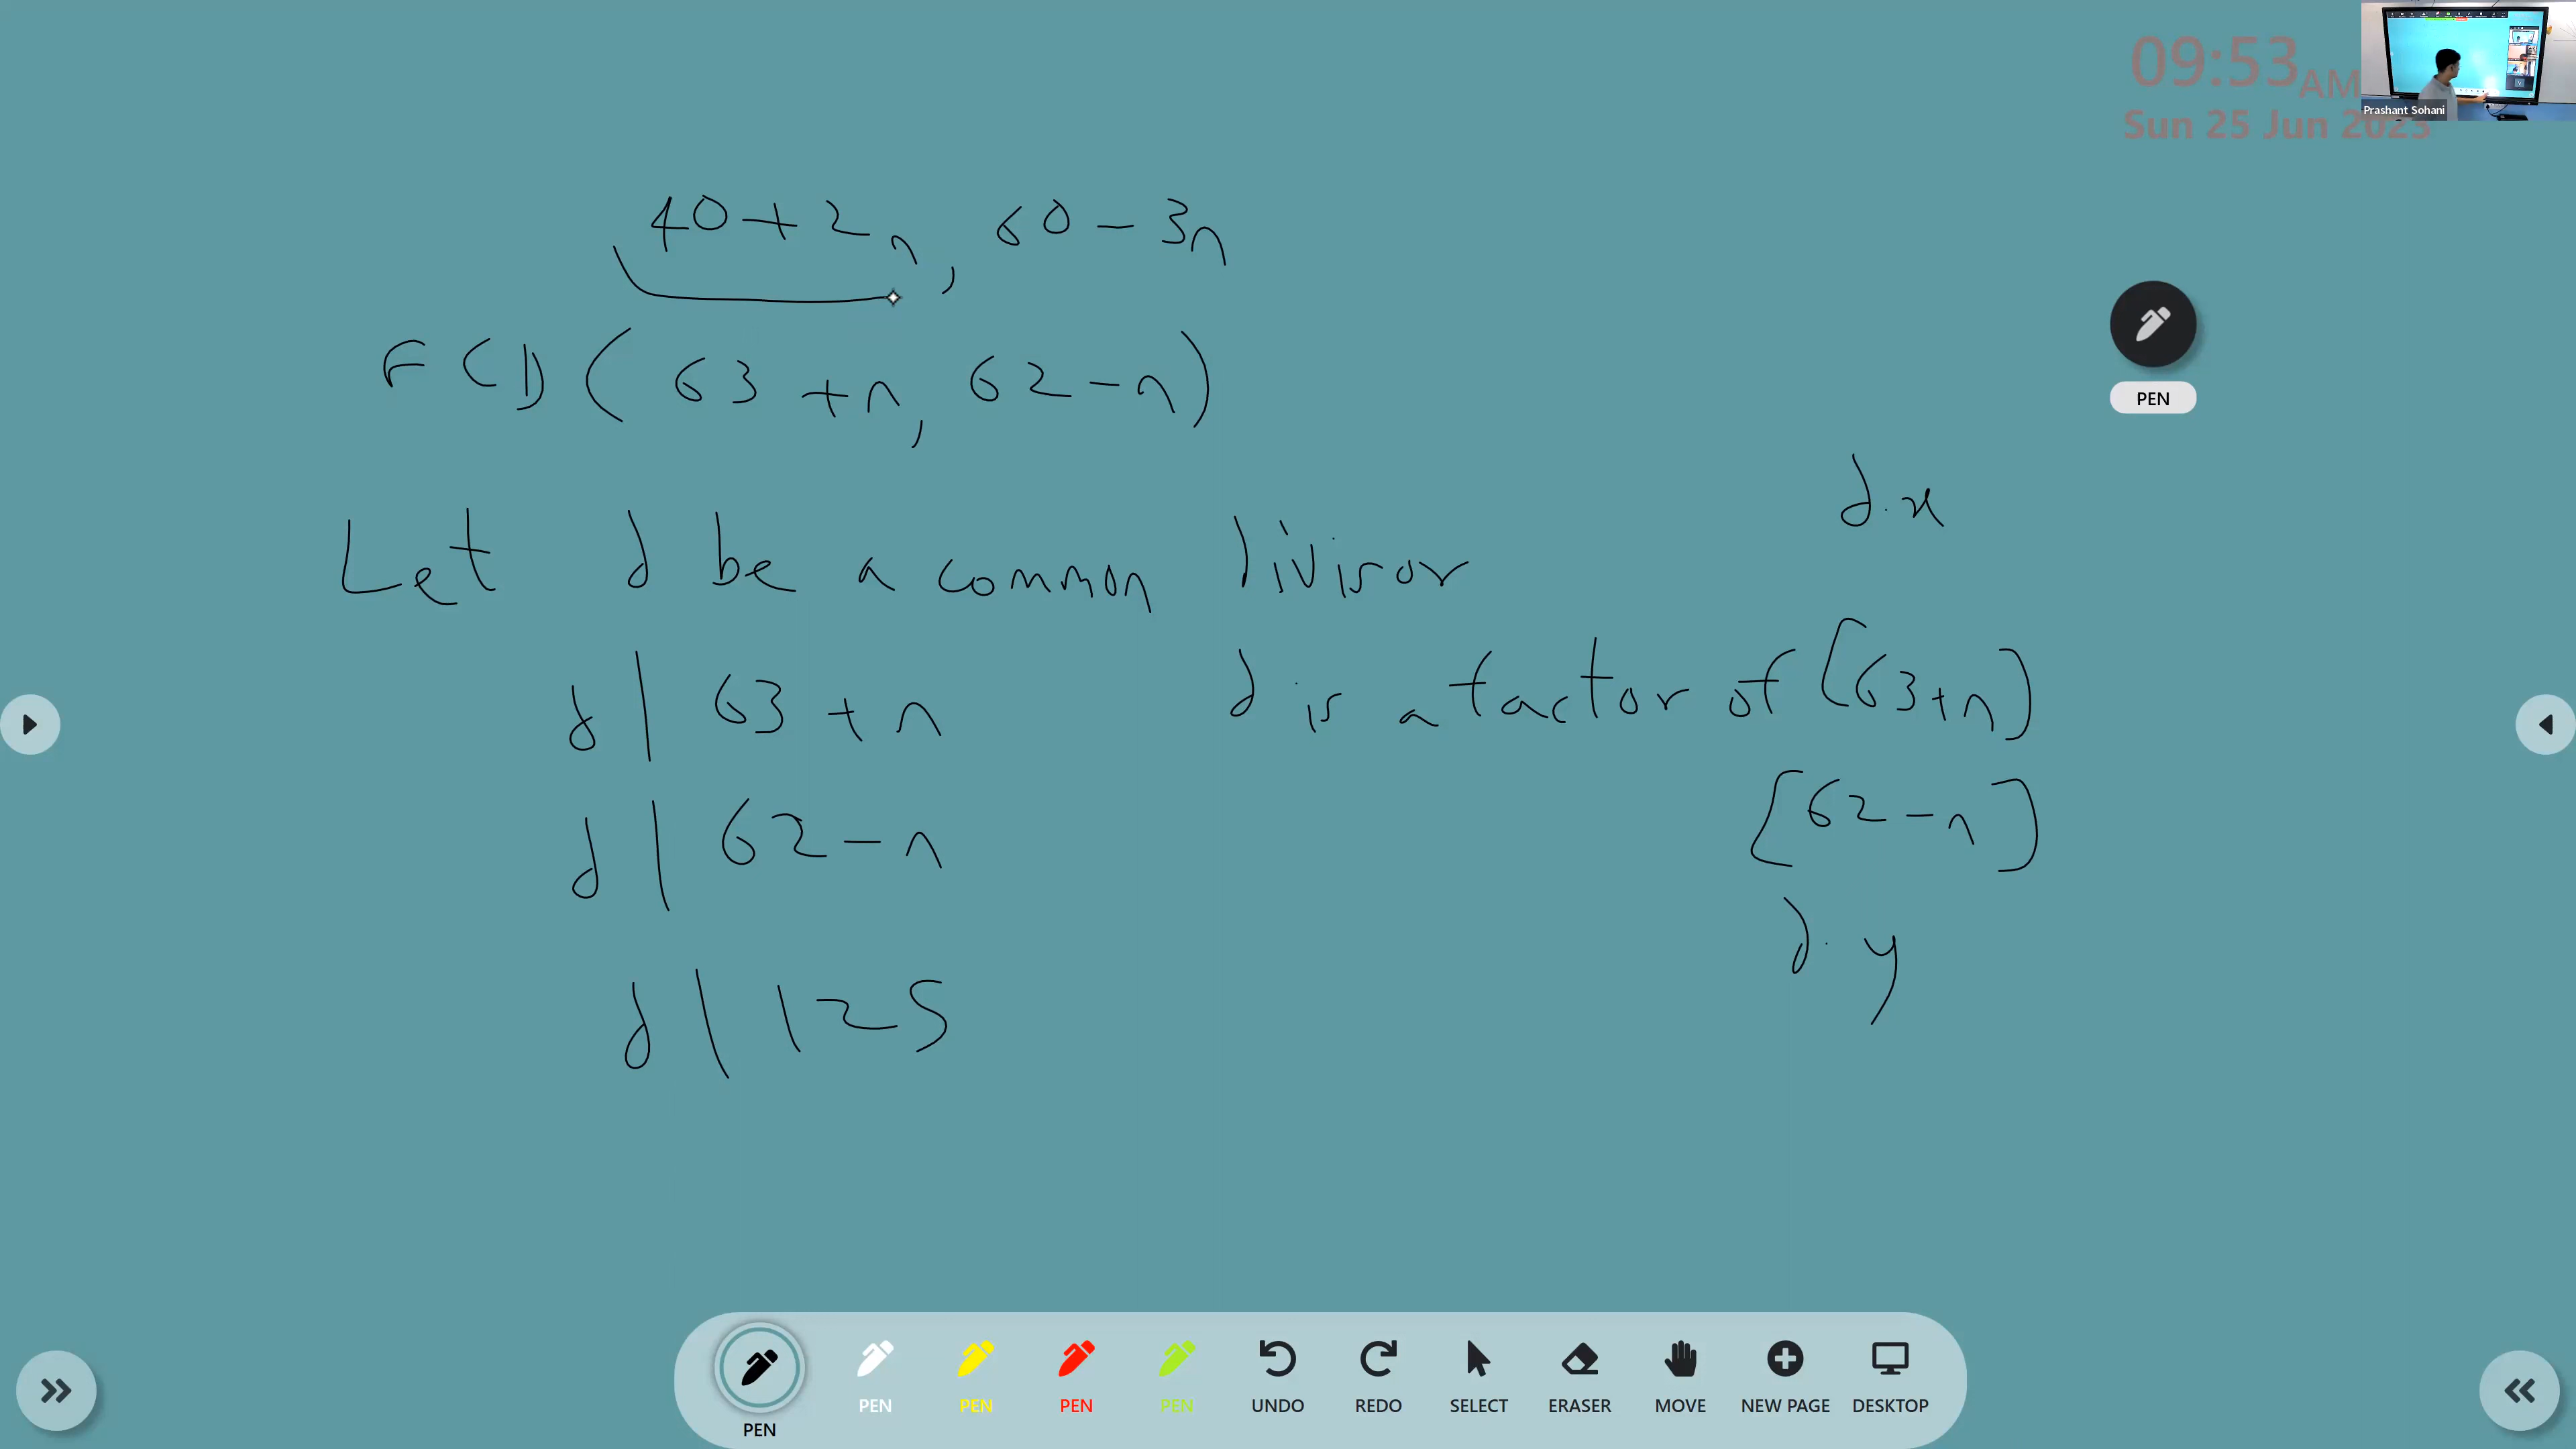 09:53 AM
Sun 25 Jun 2023
Prashant Sohani
40+2n, 60-3n
PEN
(63+n, 62-n)
d.x
Let d be a common divisor
d | 63+n
d is a factor of [63+n]
d | 62-n
[62-n]
d.y
d | 125
PEN
PEN
PEN
PEN
PEN
UNDO
REDO
SELECT
ERASER
MOVE
NEW PAGE
DESKTOP